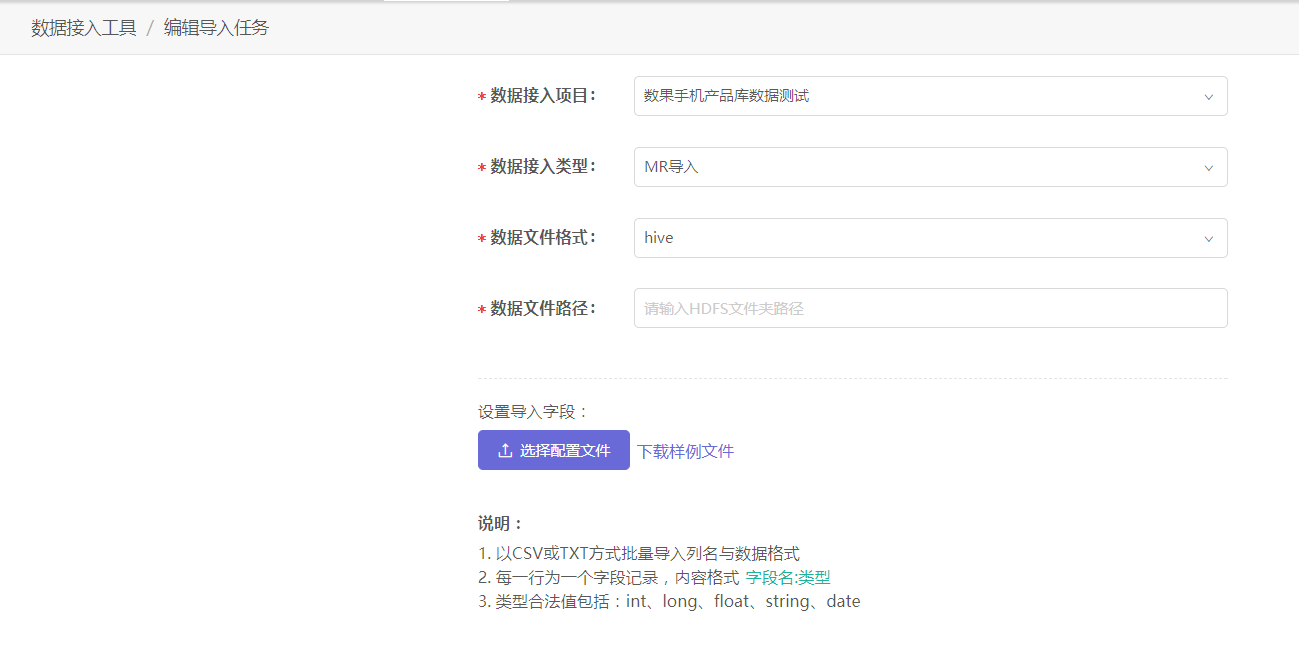 数据接入工具 / 编辑导入任务
* 数据接入项目： 数果手机产品库数据测试
* 数据接入类型： MR导入
* 数据文件格式： hive
* 数据文件路径： 请输入HDFS文件夹路径
设置导入字段：
选择配置文件 下载样例文件
说明：
1. 以CSV或TXT方式批量导入列名与数据格式
2. 每一行为一个字段记录，内容格式 字段名:类型
3. 类型合法值包括：int、long、float、string、date